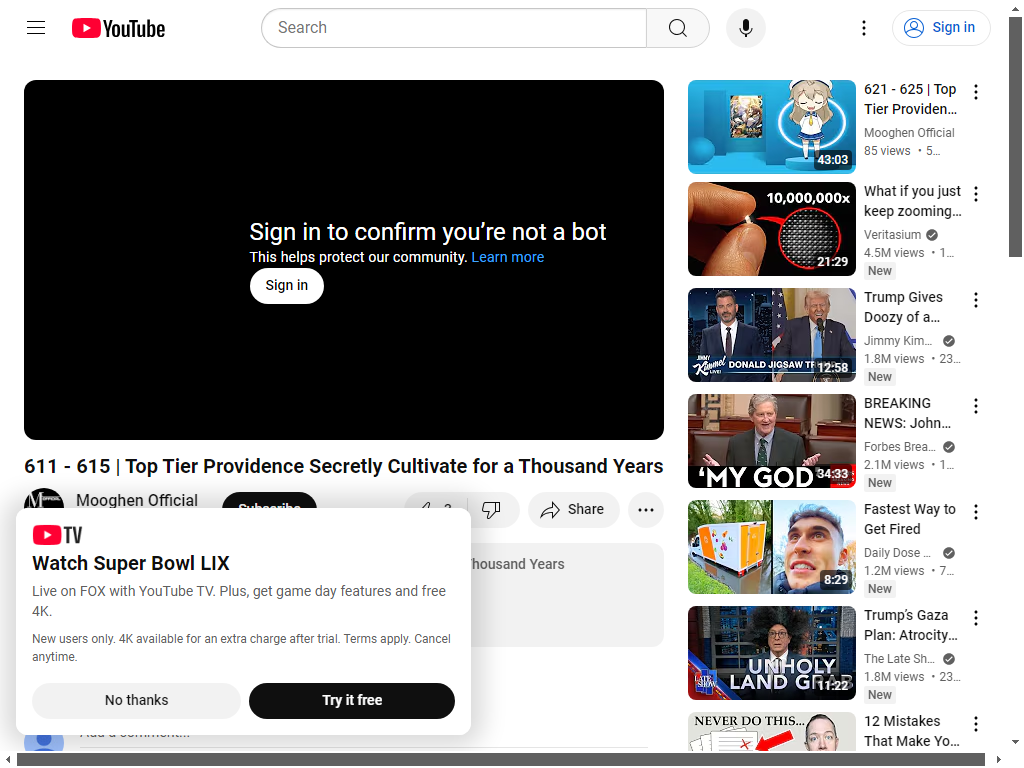 YouTube
Search
Sign in
Sign in to confirm you’re not a bot
This helps protect our community. Learn more
Sign in
611 - 615 | Top Tier Providence Secretly Cultivate for a Thousand Years
Mooghen Official
Subscribe
Share
Thousand Years
TV
Watch Super Bowl LIX
Live on FOX with YouTube TV. Plus, get game day features and free
4K.
New users only. 4K available for an extra charge after trial. Terms apply. Cancel
anytime.
No thanks
Try it free
Add a comment...
43:03
621 - 625 | Top
Tier Providen...
Mooghen Official
85 views • 5...
10,000,000x
21:29
What if you just
keep zooming...
Veritasium
4.5M views • 1...
New
JIMMY
Kimmel
LIVE!
DONALD JIGSAW TR
12:58
Trump Gives
Doozy of a...
Jimmy Kim...
1.8M views • 23...
New
‘MY GOD’
34:33
BREAKING
NEWS: John...
Forbes Brea...
2.1M views • 1...
New
8:29
Fastest Way to
Get Fired
Daily Dose ...
1.2M views • 7...
New
LATE SHOW
UNHOLY
LAND GRAB
11:22
Trump’s Gaza
Plan: Atrocity...
The Late Sh...
1.8M views • 23...
New
NEVER DO THIS...
12 Mistakes
That Make Yo...